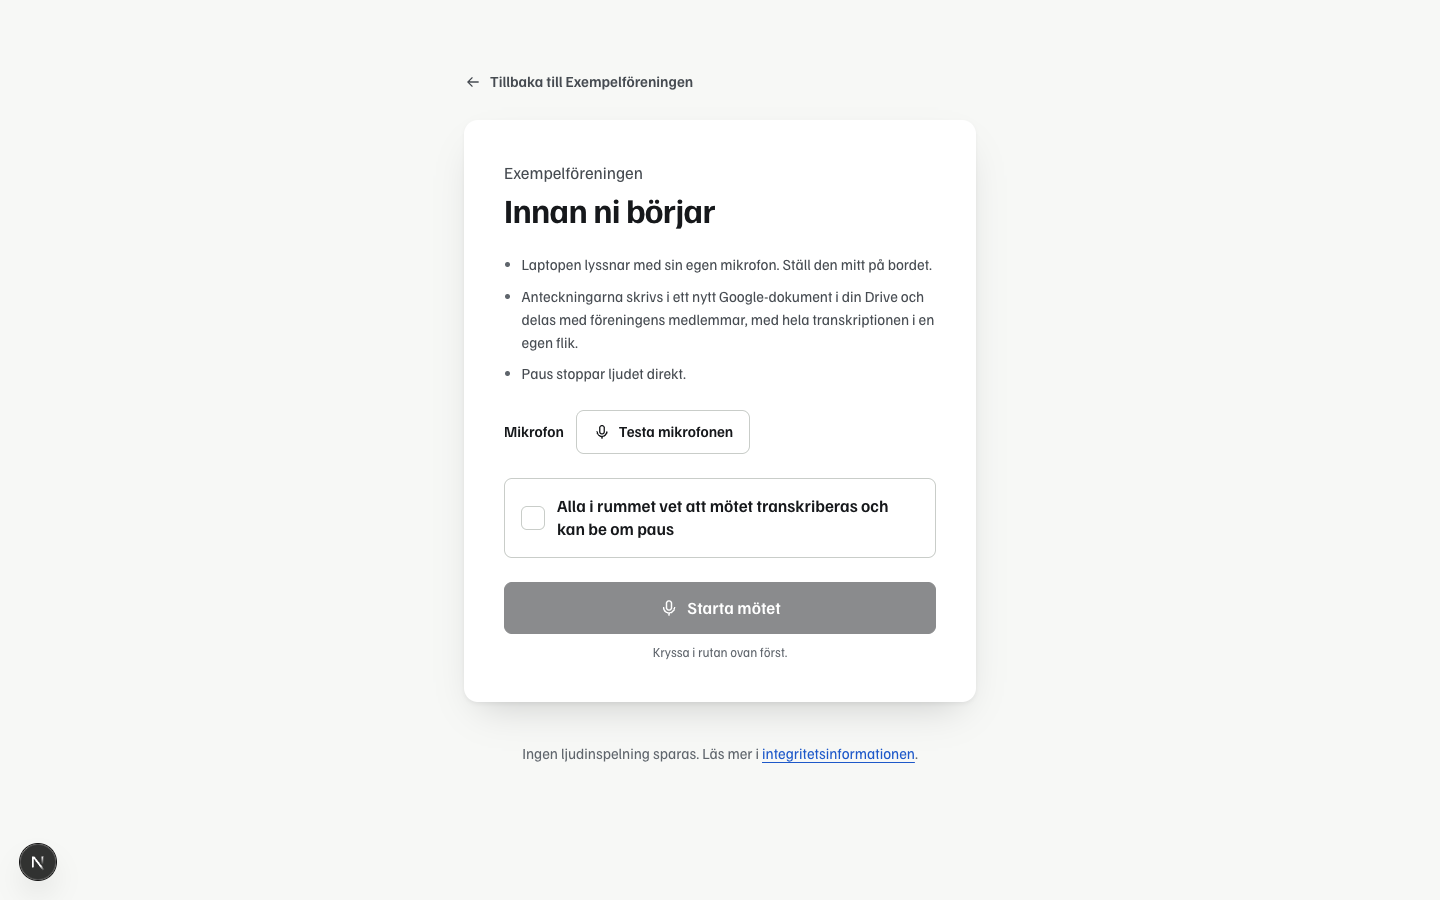 Tillbaka till Exempelföreningen
Exempelföreningen
Innan ni börjar
Laptopen lyssnar med sin egen mikrofon. Ställ den mitt på bordet.
Anteckningarna skrivs i ett nytt Google-dokument i din Drive och
delas med föreningens medlemmar, med hela transkriptionen i en
egen flik.
Paus stoppar ljudet direkt.
Mikrofon
Testa mikrofonen
Alla i rummet vet att mötet transkriberas och
kan be om paus
Starta mötet
Kryssa i rutan ovan först.
Ingen ljudinspelning sparas. Läs mer i integritetsinformationen.
N